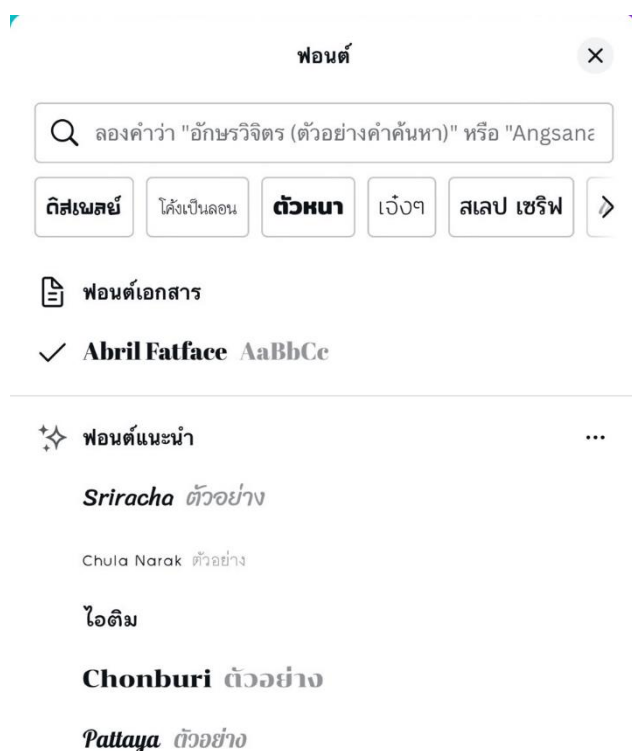 ฟอนต์
ลองคำว่า "อักษรวิจิตร (ตัวอย่างคำค้นหา)" หรือ "Angsana
ดิสเพลย์ โค้งเป็นลอน ตัวหนา เจ๋งๆ สเลป เซริฟ
ฟอนต์เอกสาร
Abril Fatface AaBbCc
ฟอนต์แนะนำ
Sriracha ตัวอย่าง
Chula Narak ตัวอย่าง
ไอติม
Chonburi ตัวอย่าง
Pattaya ตัวอย่าง